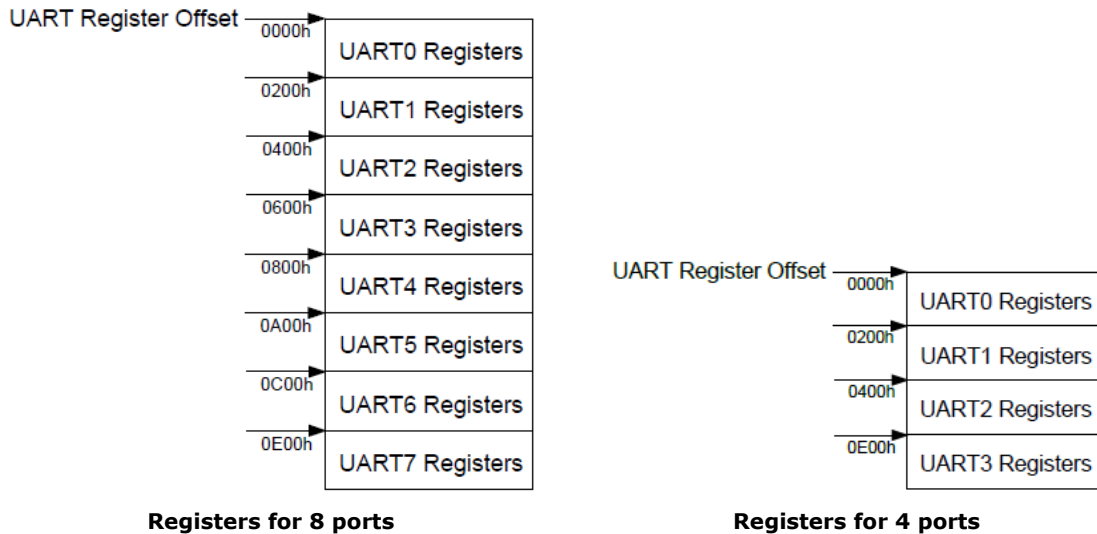 UART Register Offset
0000h
UART0 Registers
0200h
UART1 Registers
0400h
UART2 Registers
0600h
UART3 Registers
0800h
UART4 Registers
0A00h
UART5 Registers
0C00h
UART6 Registers
0E00h
UART7 Registers
Registers for 8 ports
UART Register Offset
0000h
UART0 Registers
0200h
UART1 Registers
0400h
UART2 Registers
0E00h
UART3 Registers
Registers for 4 ports